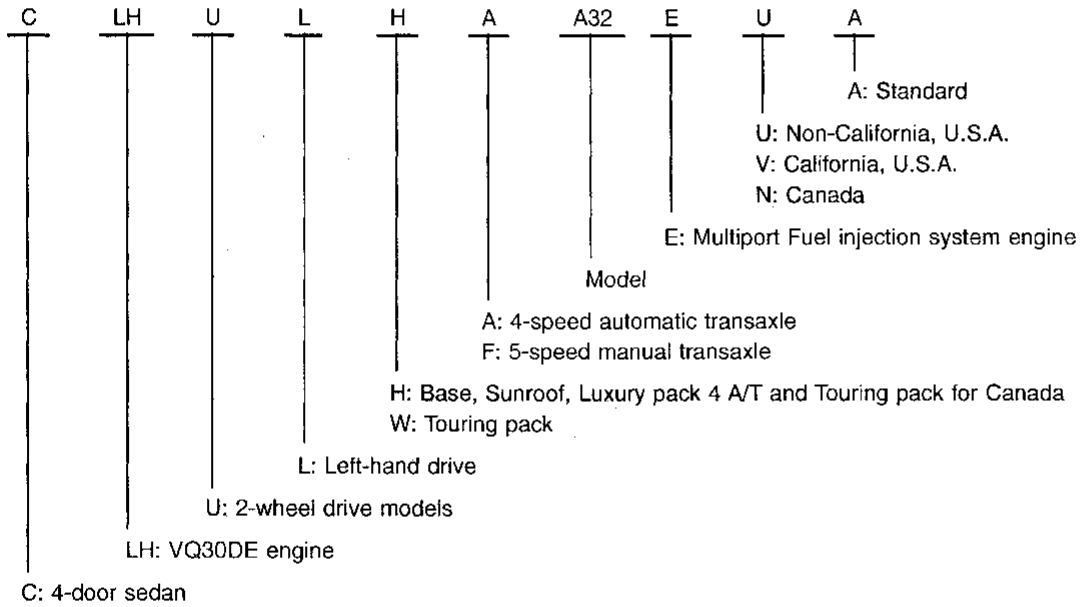 C LH U L H A A32 E U A
A: Standard
U: Non-California, U.S.A.
V: California, U.S.A.
N: Canada
E: Multiport Fuel injection system engine
Model
A: 4-speed automatic transaxle
F: 5-speed manual transaxle
H: Base, Sunroof, Luxury pack 4 A/T and Touring pack for Canada
W: Touring pack
L: Left-hand drive
U: 2-wheel drive models
LH: VQ30DE engine
C: 4-door sedan